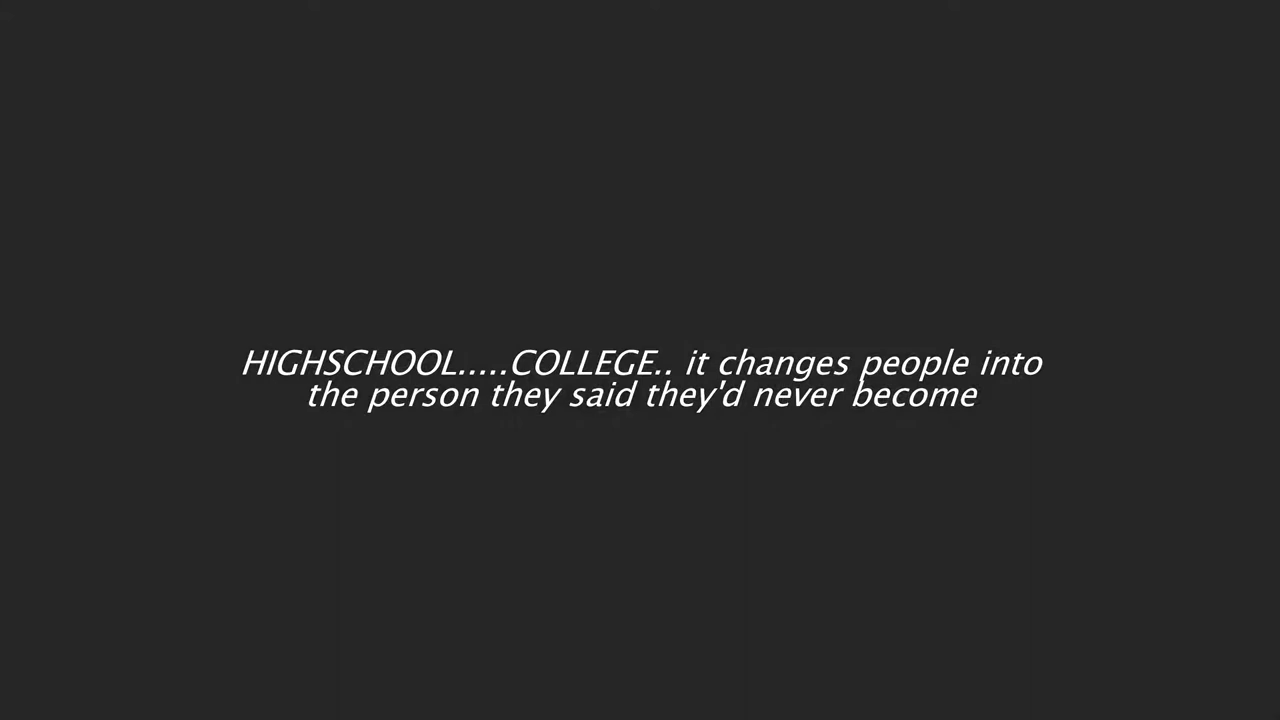 HIGHSCHOOL.....COLLEGE.. it changes people into
the person they said they'd never become